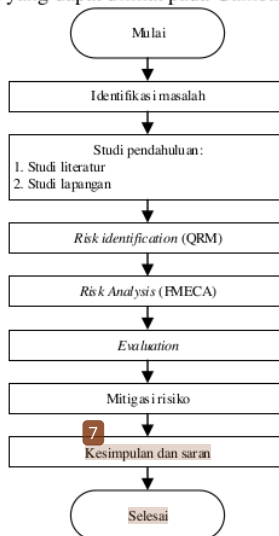 Mulai
Identifikasi masalah
Studi pendahuluan:
1. Studi literatur
2. Studi lapangan
Risk identification (QRM)
Risk Analysis (FMECA)
Evaluation
Mitigasi risiko
7
Kesimpulan dan saran
Selesai